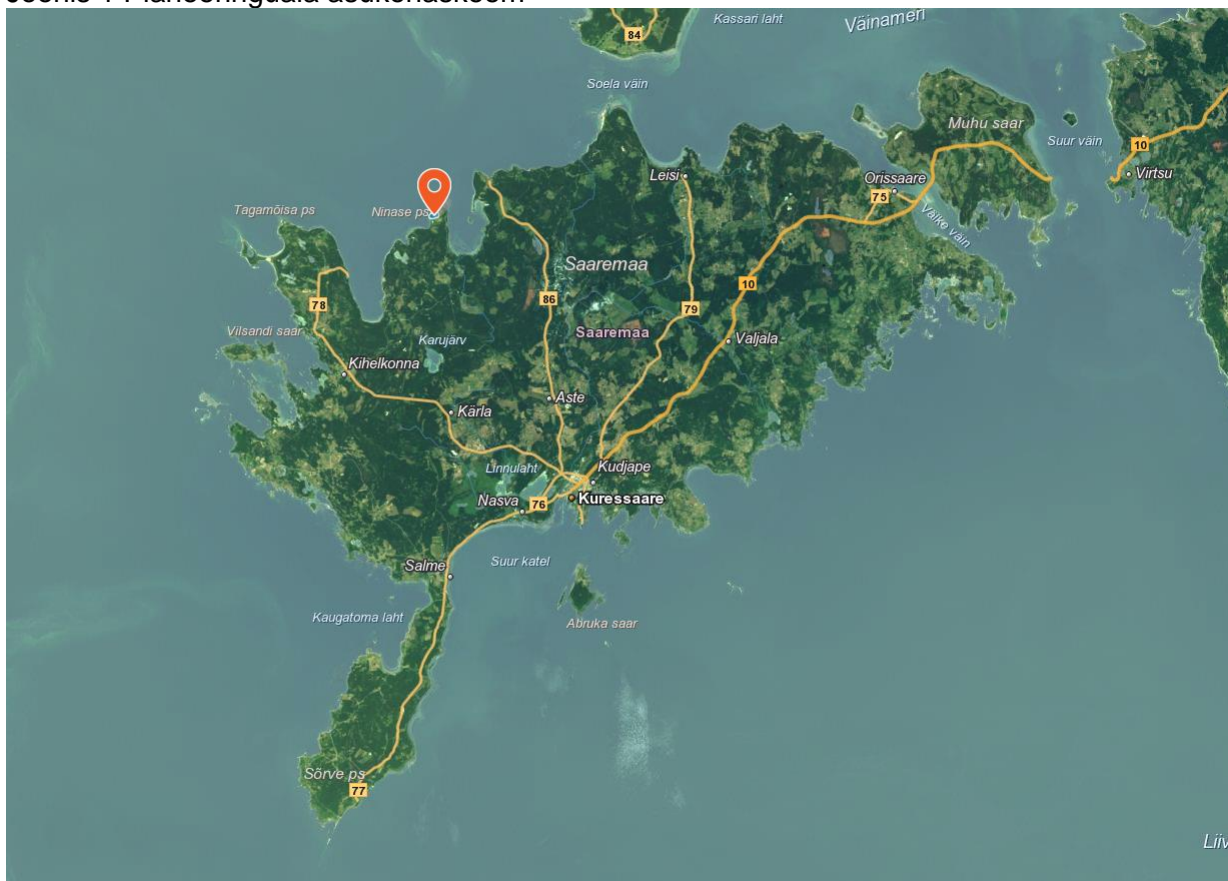 Kassari laht
Väinameri
84
Soela väin
Muhu saar
Suur väin
10
Leisi
Orissaare
Virtsu
75
Tagamõisa ps
Ninase ps
Väike väin
Saaremaa
10
78
86
79
Vilsandi saar
Saaremaa
Karujärv
Valjala
Kihelkonna
Aste
Kärla
Linnulaht
Kudjape
Kuressaare
Nasva
76
Salme
Suur katel
Kaugatoma laht
Abruka saar
Sõrve ps
77